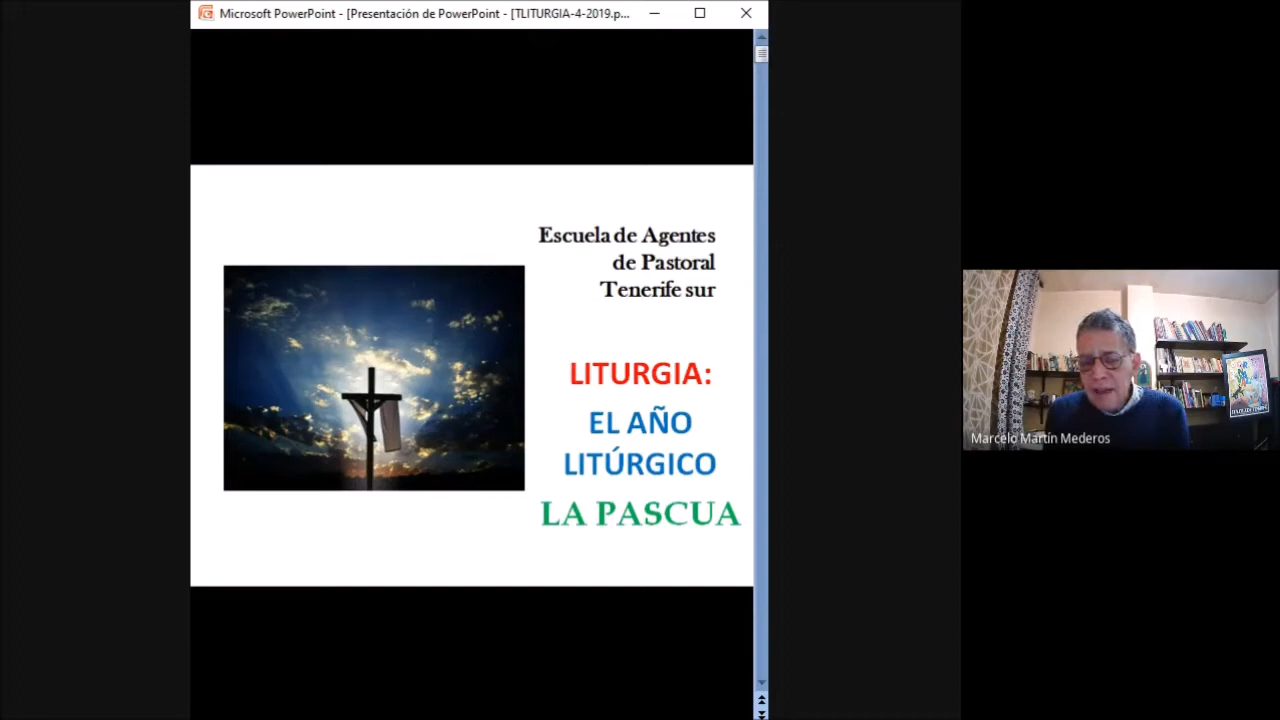 Microsoft PowerPoint - [Presentación de PowerPoint - [TLITURGIA-4-2019.p...
Escuela de Agentes
de Pastoral
Tenerife sur
LITURGIA:
EL AÑO
LITÚRGICO
LA PASCUA
Marcelo Martín Mederos